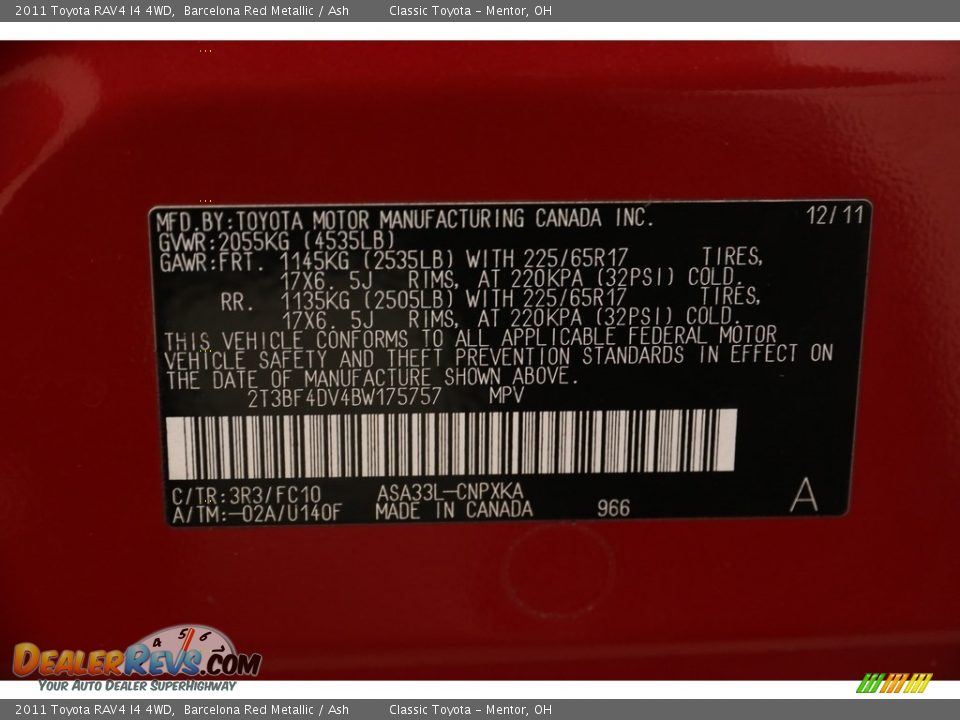 2011 Toyota RAV4 I4 4WD, Barcelona Red Metallic / Ash Classic Toyota – Mentor, OH
MFD.BY:TOYOTA MOTOR MANUFACTURING CANADA INC. 12/11
GVWR:2055KG (4535LB)
GAWR:FRT. 1145KG (2535LB) WITH 225/65R17 TIRES,
17X6. 5J RIMS, AT 220KPA (32PSI) COLD.
RR. 1135KG (2505LB) WITH 225/65R17 TIRES,
17X6. 5J RIMS, AT 220KPA (32PSI) COLD.
THIS VEHICLE CONFORMS TO ALL APPLICABLE FEDERAL MOTOR
VEHICLE SAFETY AND THEFT PREVENTION STANDARDS IN EFFECT ON
THE DATE OF MANUFACTURE SHOWN ABOVE.
2T3BF4DV4BW175757 MPV
C/TR:3R3/FC10 ASA33L-CNPXKA
A/TM:-02A/U140F MADE IN CANADA 966 A
4 5 6
DEALERREVS.COM
YOUR AUTO DEALER SUPERHIGHWAY
2011 Toyota RAV4 I4 4WD, Barcelona Red Metallic / Ash Classic Toyota – Mentor, OH